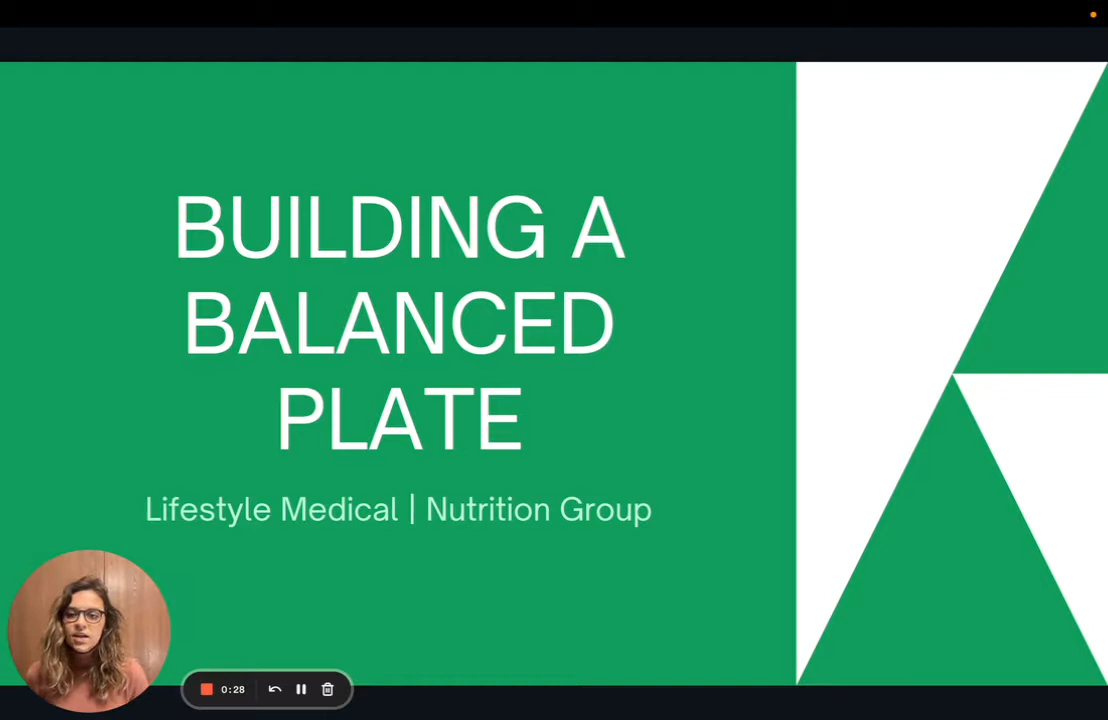 BUILDING A
BALANCED
PLATE
Lifestyle Medical | Nutrition Group
0:28